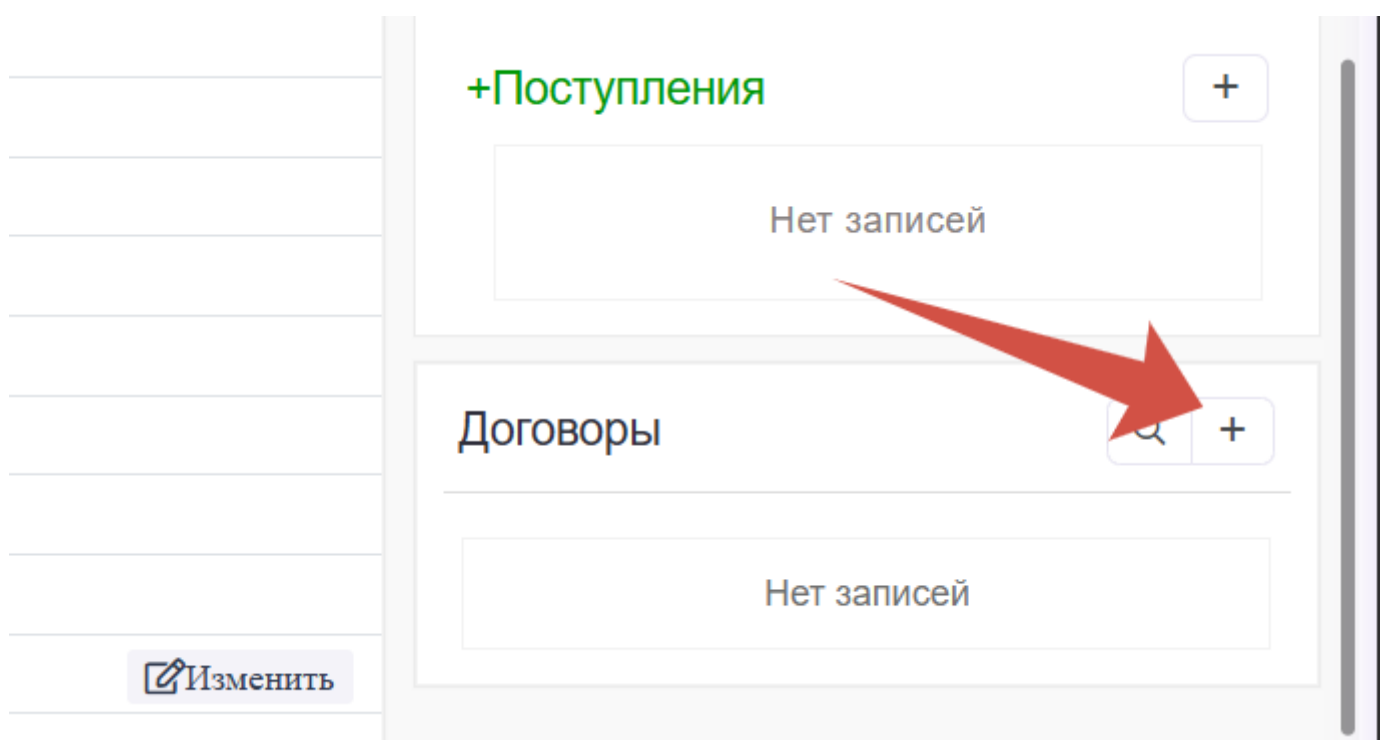 +Поступления +
Нет записей
Договоры +
Нет записей
Изменить